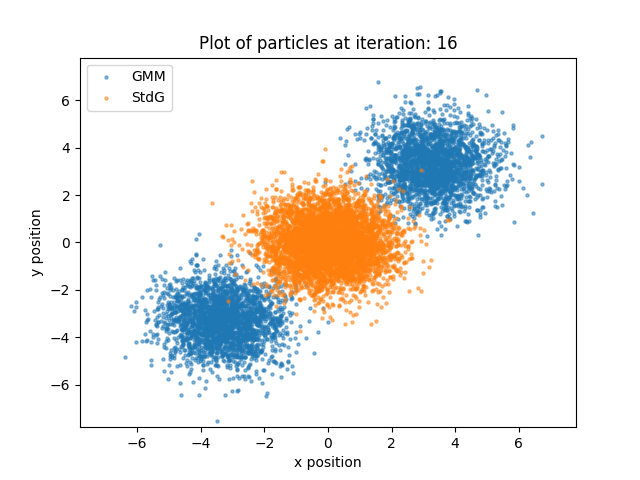 Plot of particles at iteration: 16
GMM
StdG
6
4
2
0
−2
−4
−6
y position
−6 −4 −2 0 2 4 6
x position